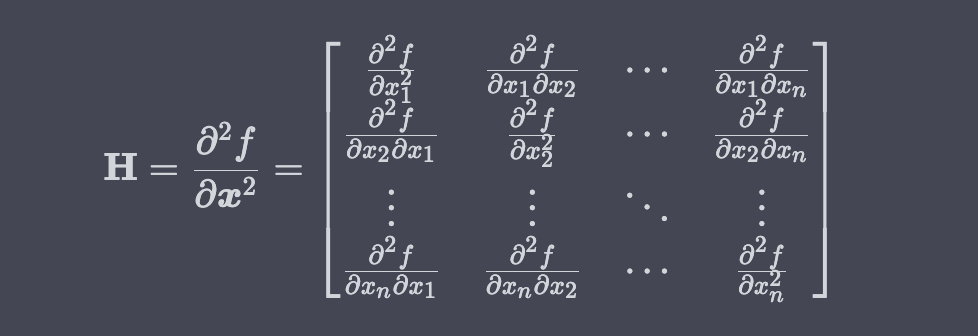 $$\mathbf{H} = \frac{\partial^2 f}{\partial \boldsymbol{x}^2} = \begin{bmatrix} \frac{\partial^2 f}{\partial x_1^2} & \frac{\partial^2 f}{\partial x_1 \partial x_2} & \cdots & \frac{\partial^2 f}{\partial x_1 \partial x_n} \\ \frac{\partial^2 f}{\partial x_2 \partial x_1} & \frac{\partial^2 f}{\partial x_2^2} & \cdots & \frac{\partial^2 f}{\partial x_2 \partial x_n} \\ \vdots & \vdots & \ddots & \vdots \\ \frac{\partial^2 f}{\partial x_n \partial x_1} & \frac{\partial^2 f}{\partial x_n \partial x_2} & \cdots & \frac{\partial^2 f}{\partial x_n^2} \end{bmatrix}$$